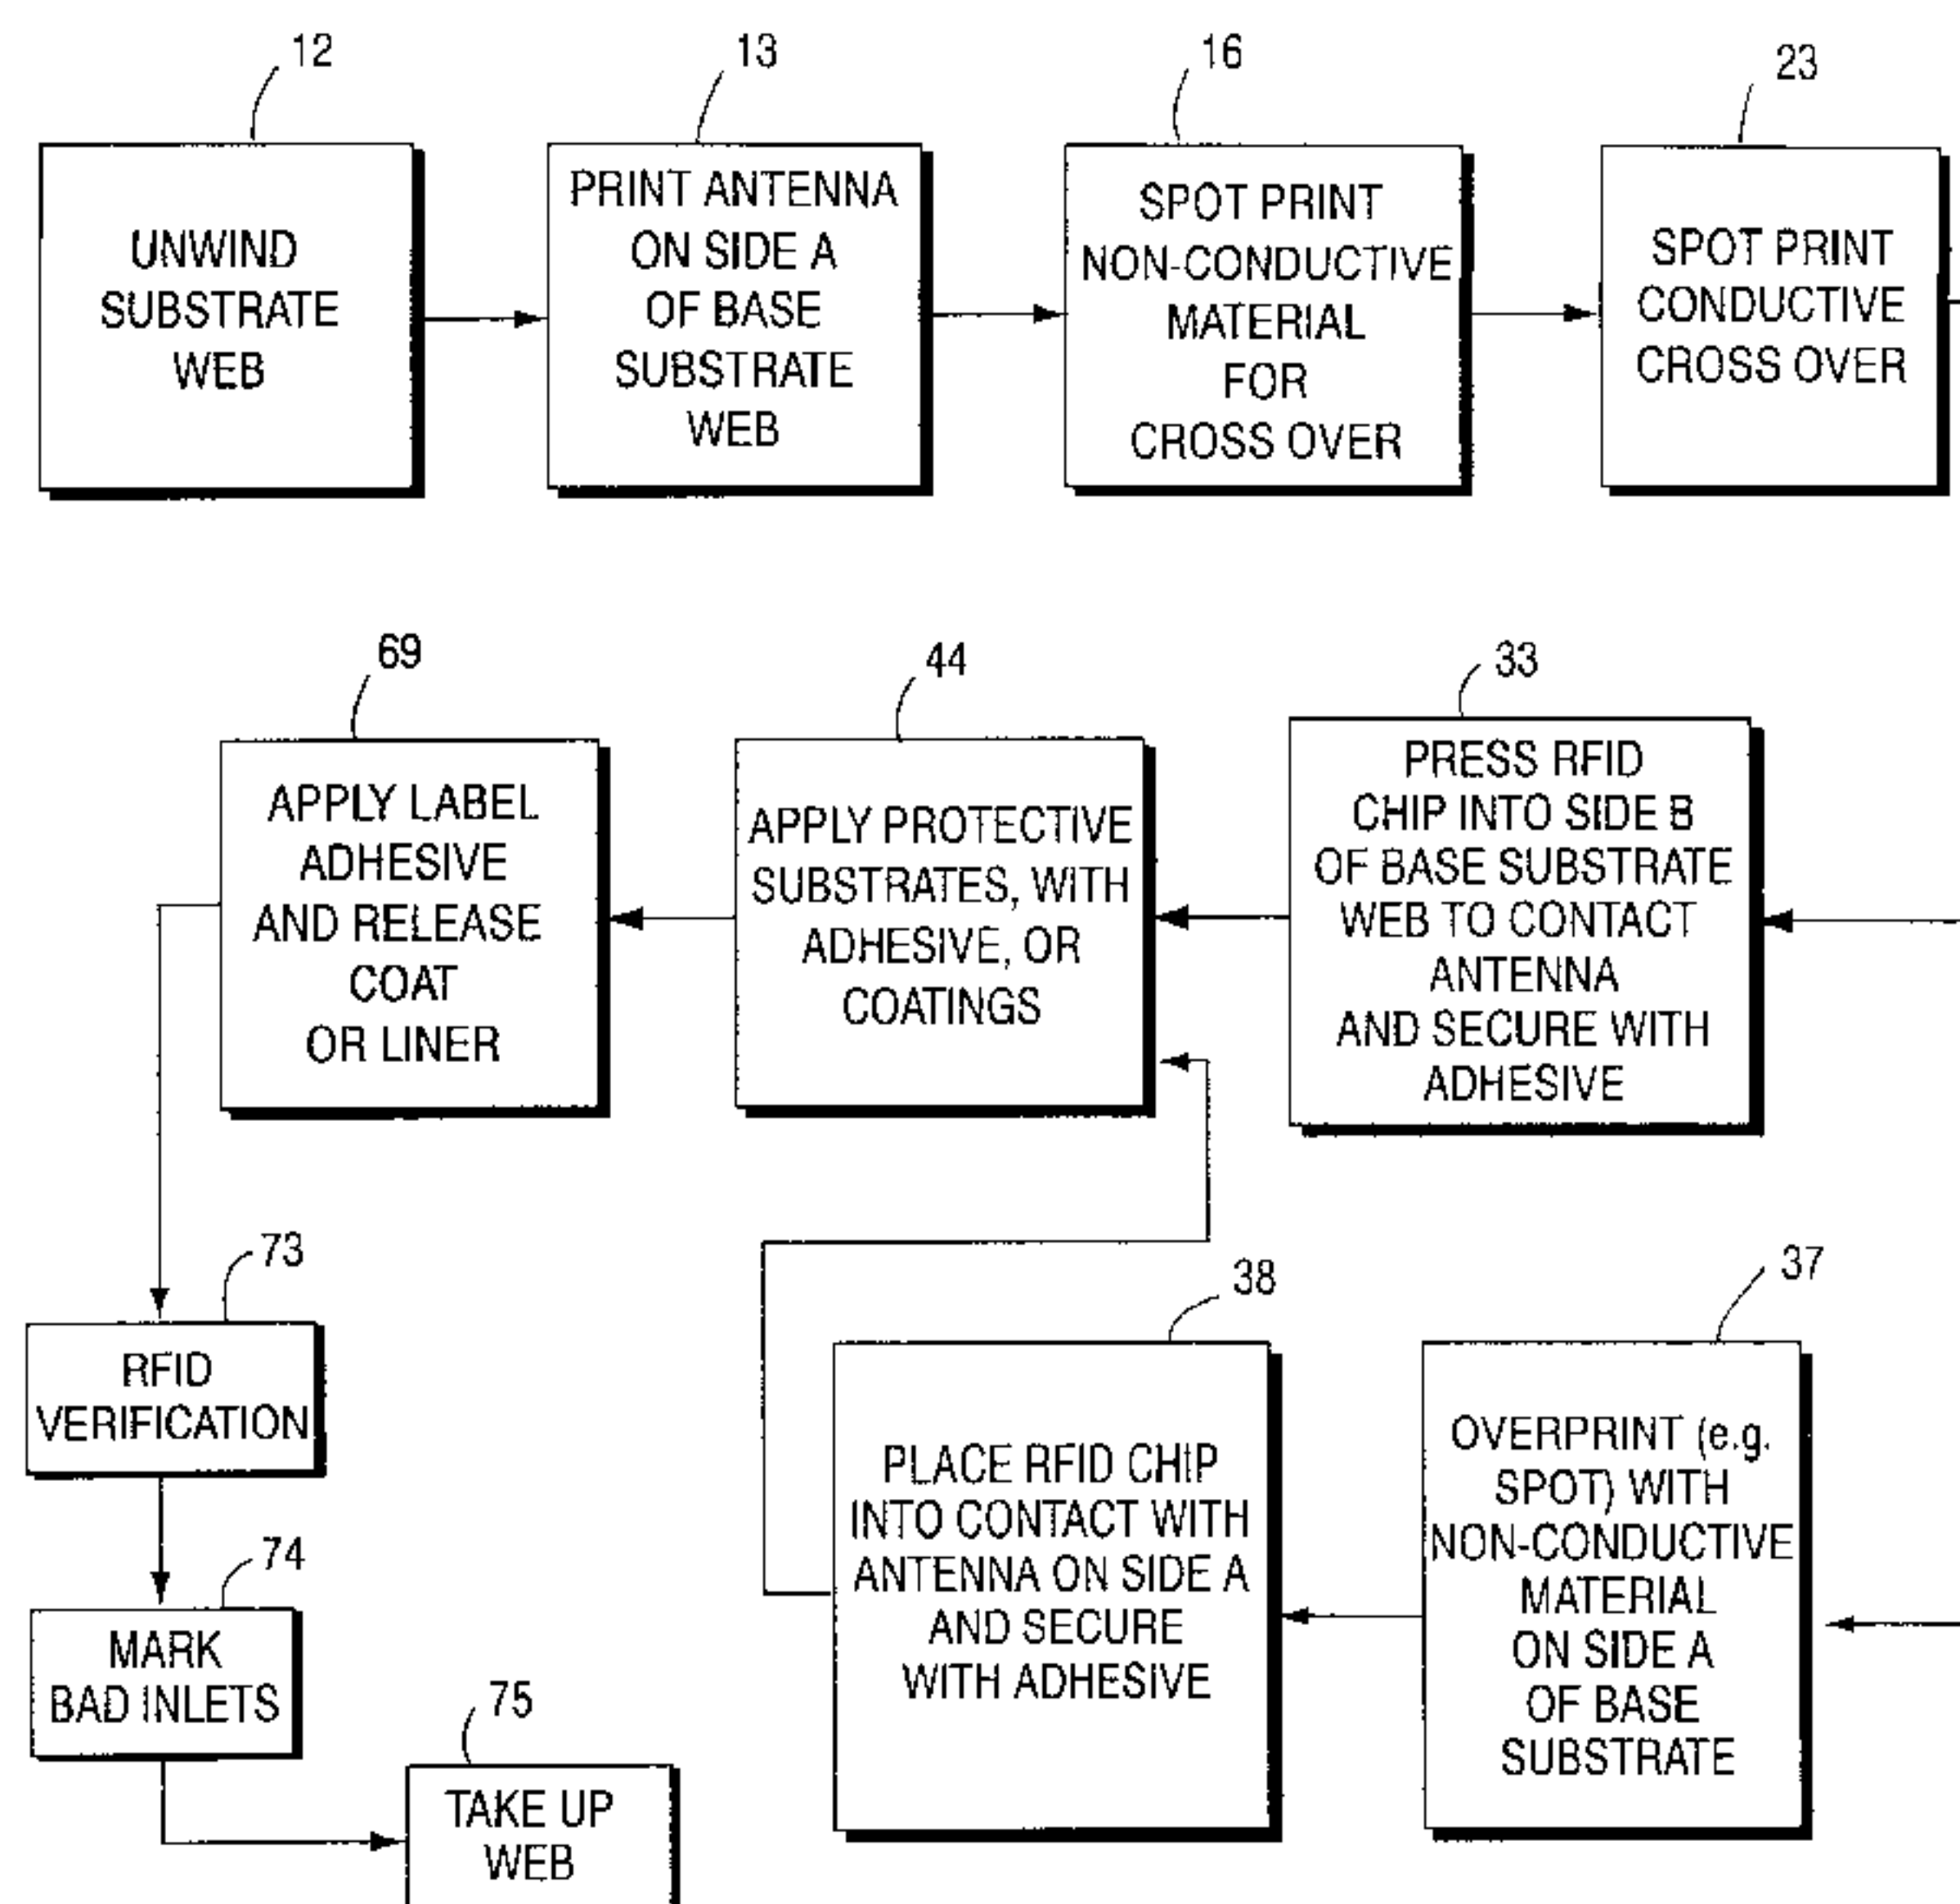 12
UNWIND
SUBSTRATE
WEB
13
PRINT ANTENNA
ON SIDE A
OF BASE
SUBSTRATE
WEB
16
SPOT PRINT
NON-CONDUCTIVE
MATERIAL
FOR
CROSS OVER
23
SPOT PRINT
CONDUCTIVE
CROSS OVER
69
APPLY LABEL
ADHESIVE
AND RELEASE
COAT
OR LINER
44
APPLY PROTECTIVE
SUBSTRATES, WITH
ADHESIVE, OR
COATINGS
33
PRESS RFID
CHIP INTO SIDE B
OF BASE SUBSTRATE
WEB TO CONTACT
ANTENNA
AND SECURE WITH
ADHESIVE
73
RFID
VERIFICATION
74
MARK
BAD INLETS
75
TAKE UP
WEB
38
PLACE RFID CHIP
INTO CONTACT WITH
ANTENNA ON SIDE A
AND SECURE
WITH ADHESIVE
37
OVERPRINT (e.g.
SPOT) WITH
NON-CONDUCTIVE
MATERIAL
ON SIDE A
OF BASE
SUBSTRATE